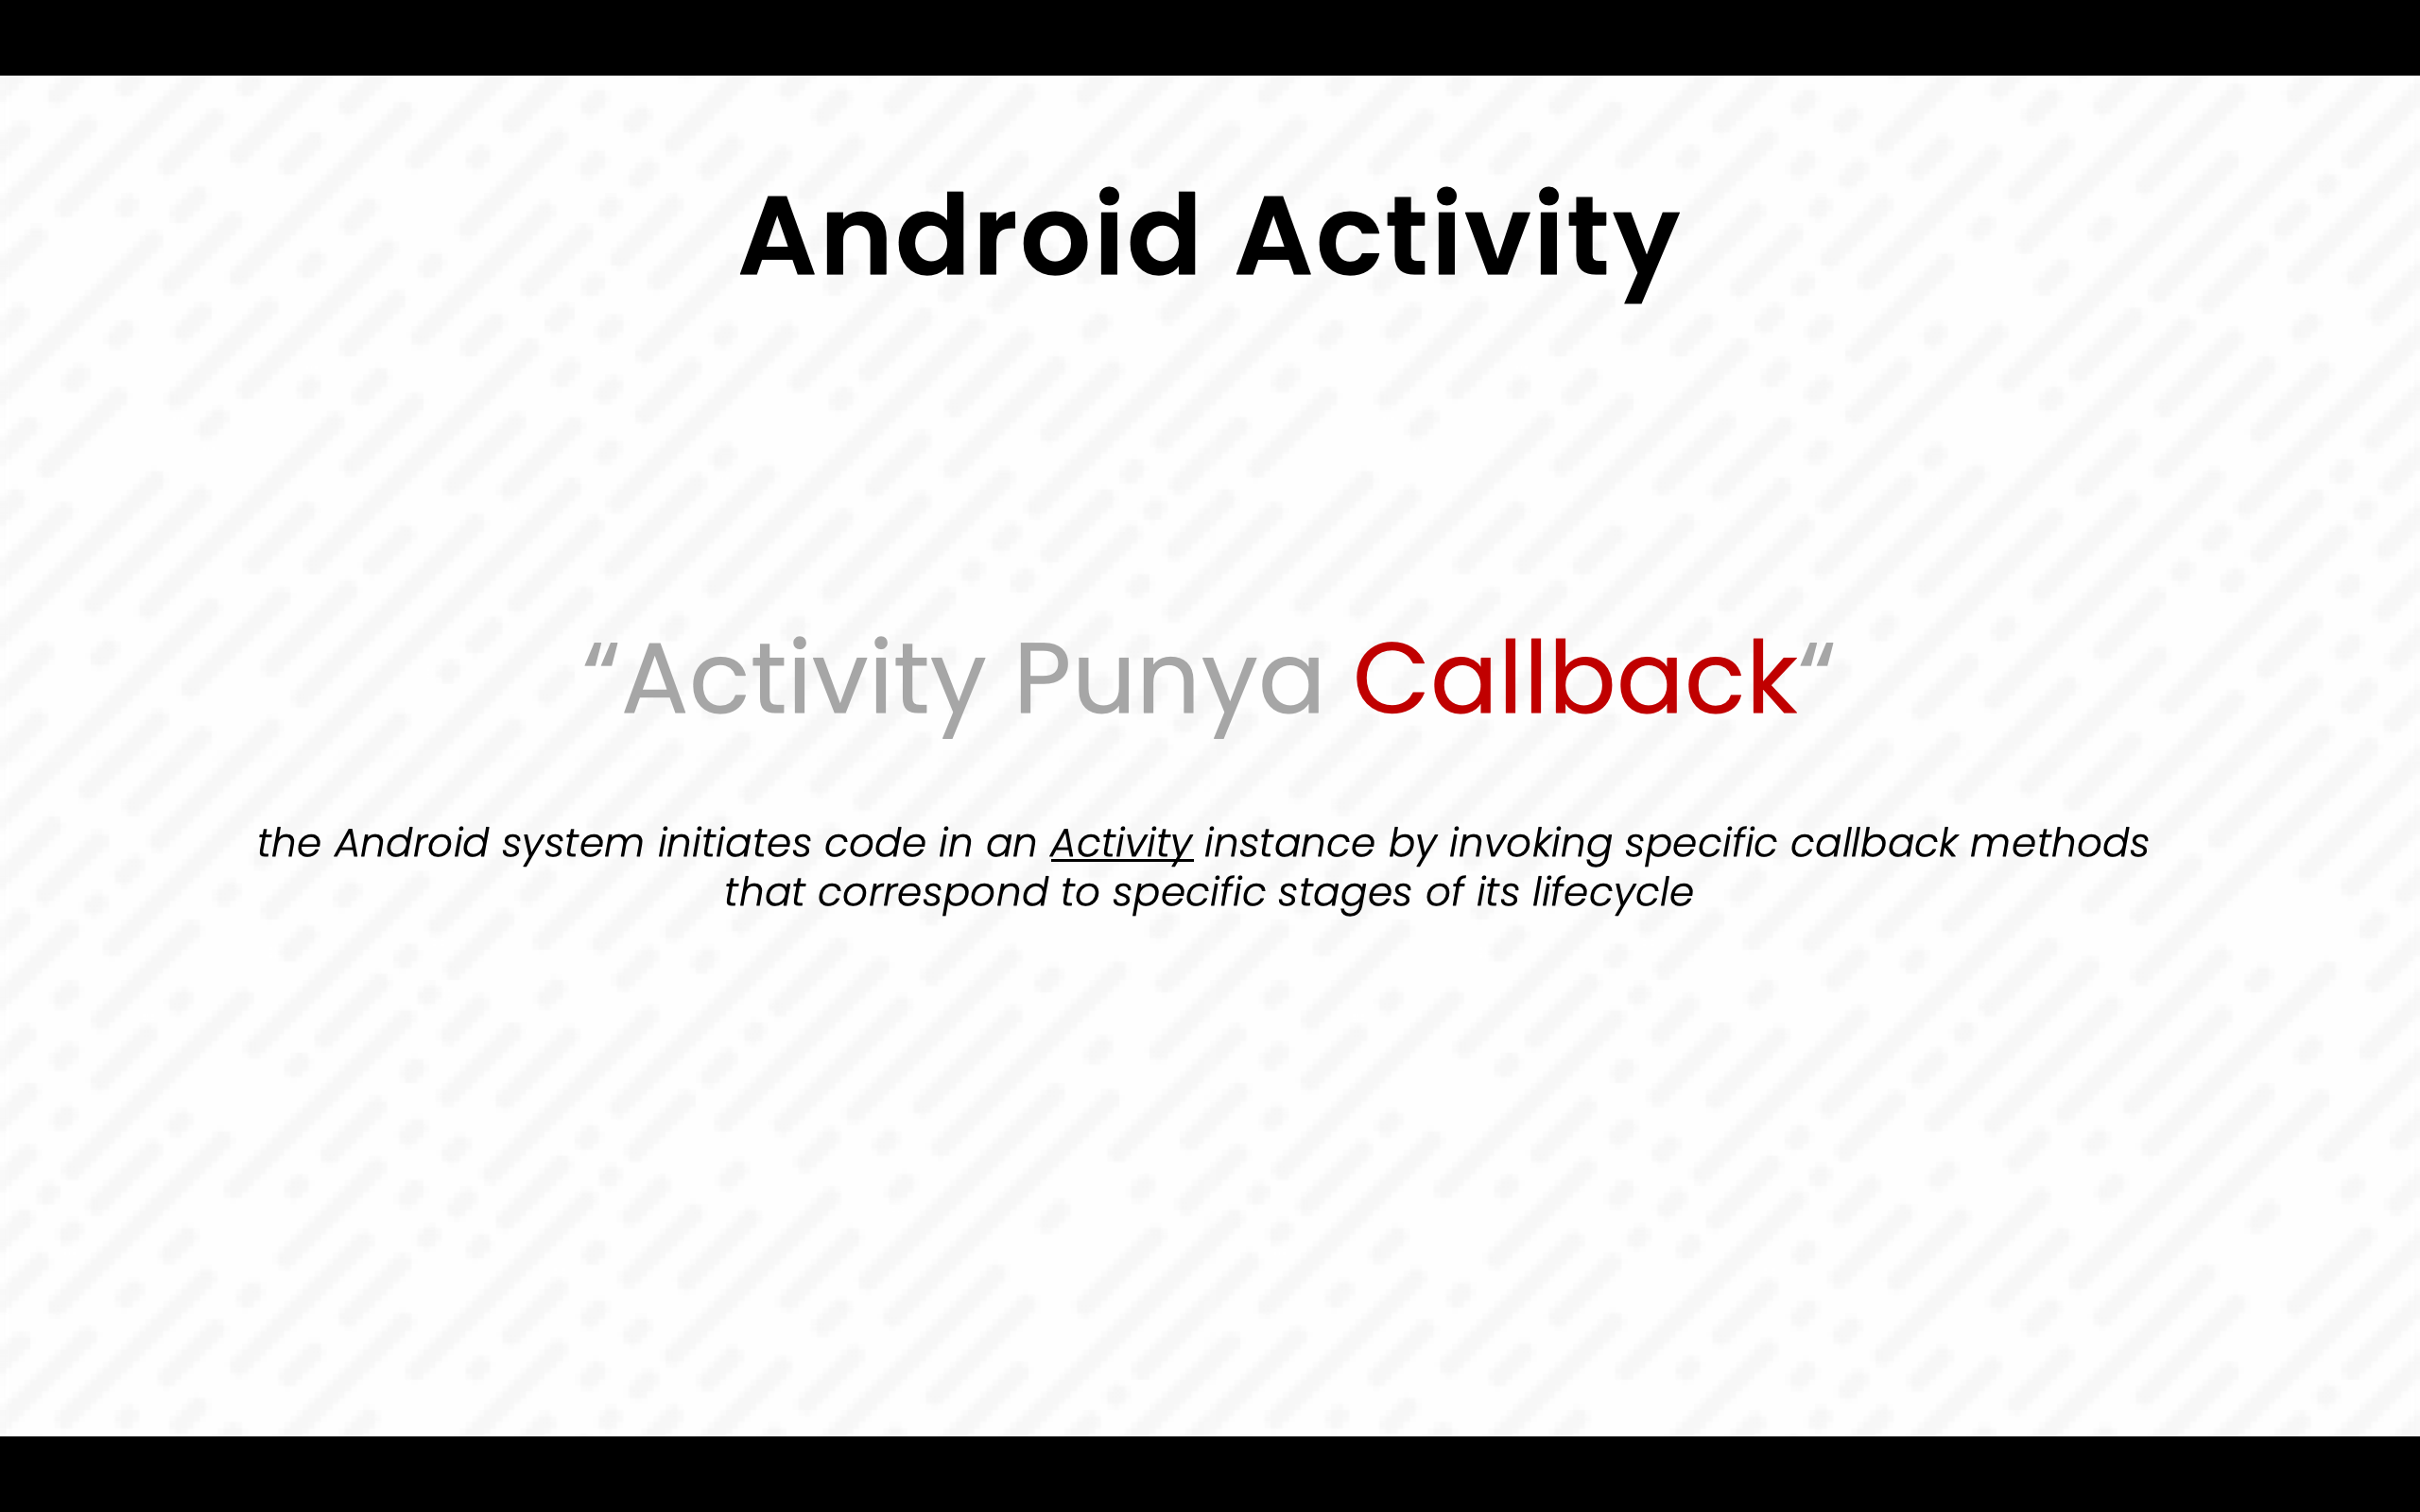 Android Activity
“Activity Punya Callback“
the Android system initiates code in an Activity instance by invoking specific callback methods
that correspond to specific stages of its lifecycle